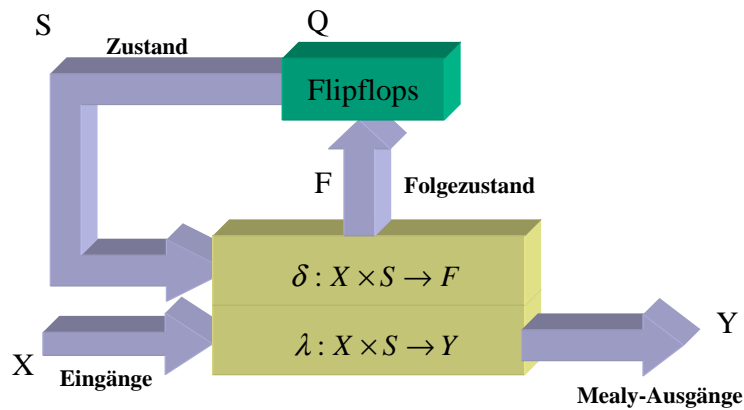 S
Q
Zustand
Flipflops
F
Folgezustand
δ : X × S → F
λ : X × S → Y
Y
X
Eingänge
Mealy-Ausgänge